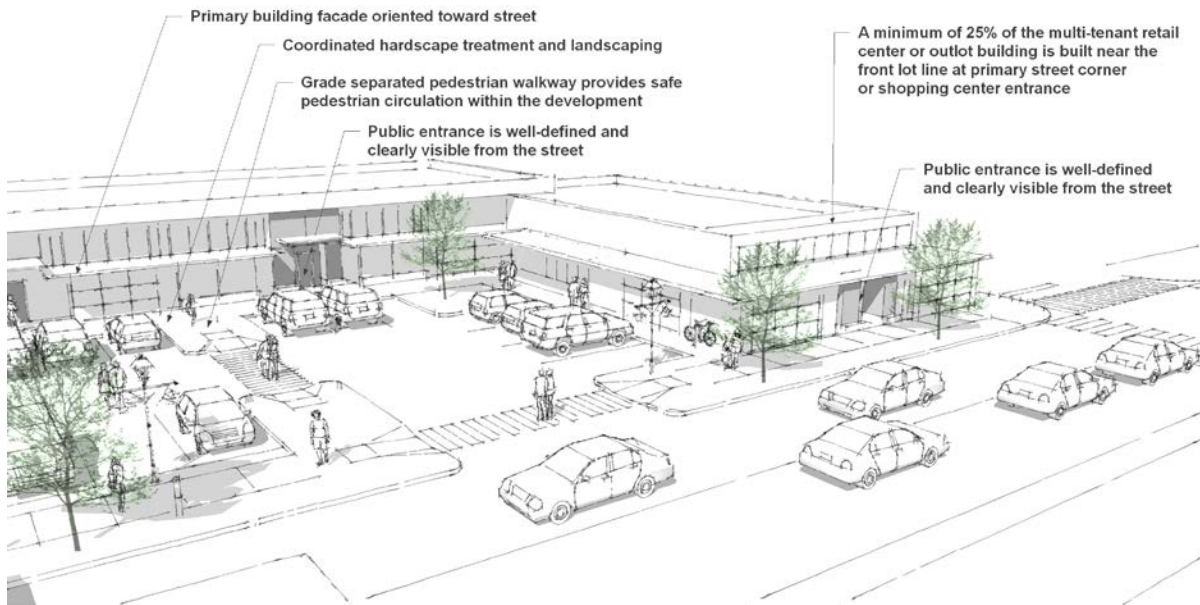 Primary building facade oriented toward street
Coordinated hardscape treatment and landscaping
Grade separated pedestrian walkway provides safe
pedestrian circulation within the development
Public entrance is well-defined and
clearly visible from the street
A minimum of 25% of the multi-tenant retail
center or outlot building is built near the
front lot line at primary street corner
or shopping center entrance
Public entrance is well-defined
and clearly visible from the street